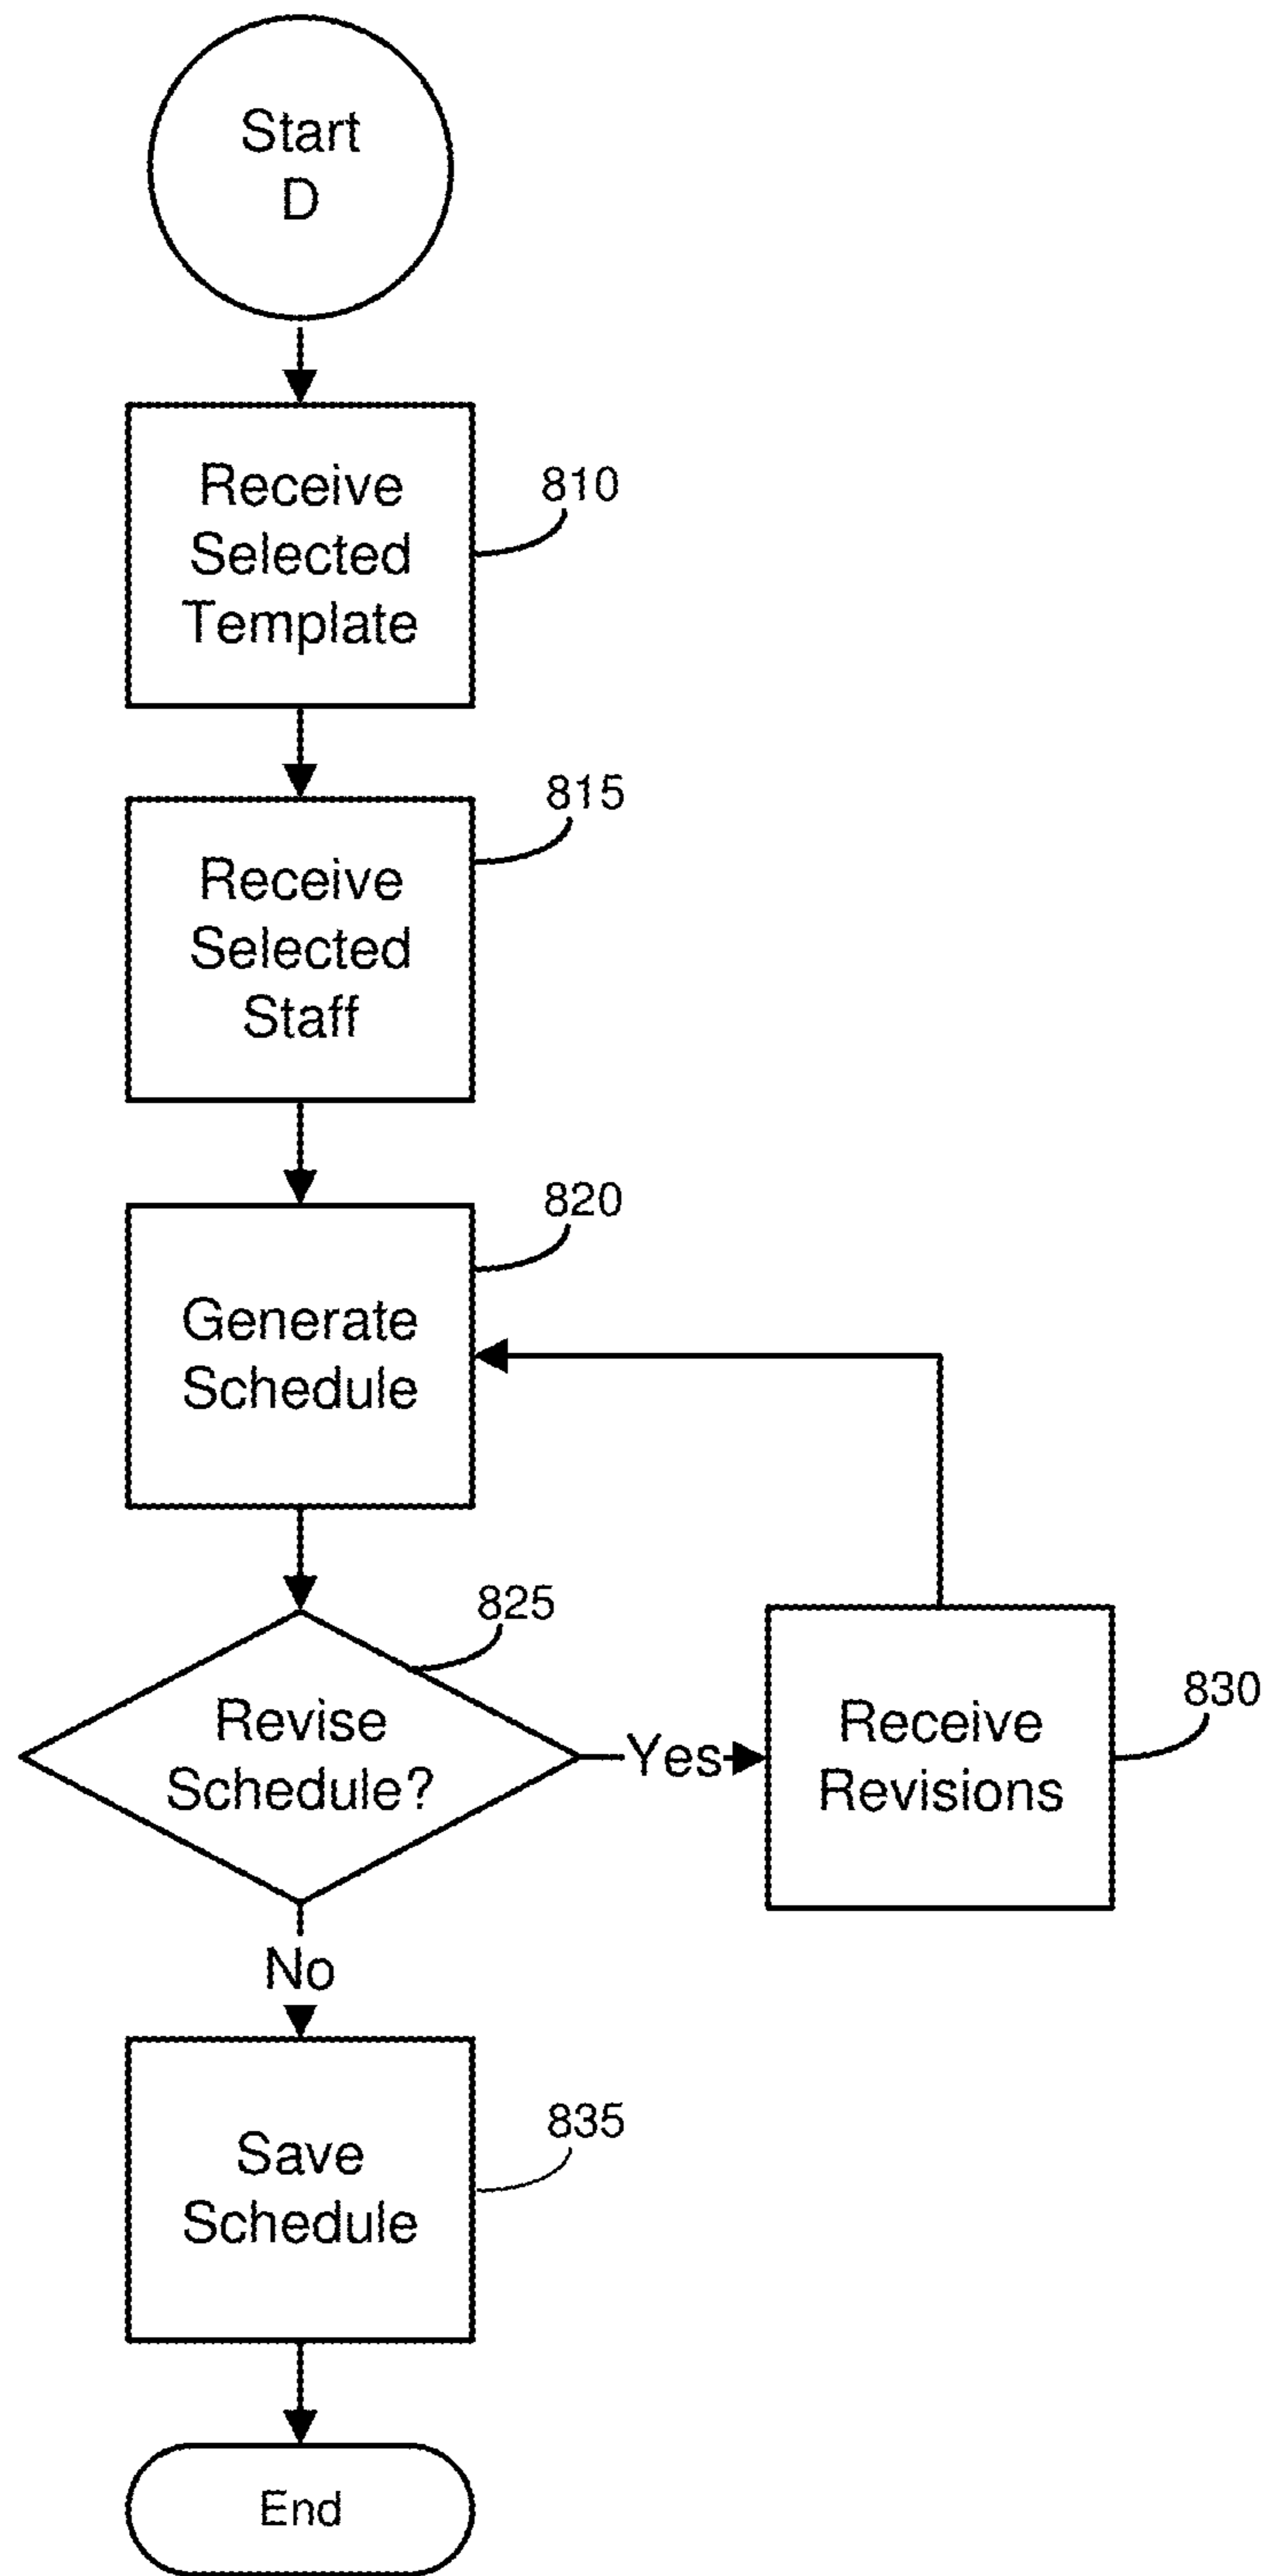 Start
D
Receive
Selected
Template
810
Receive
Selected
Staff
815
Generate
Schedule
820
Revise
Schedule?
825
Yes
Receive
Revisions
830
No
Save
Schedule
835
End